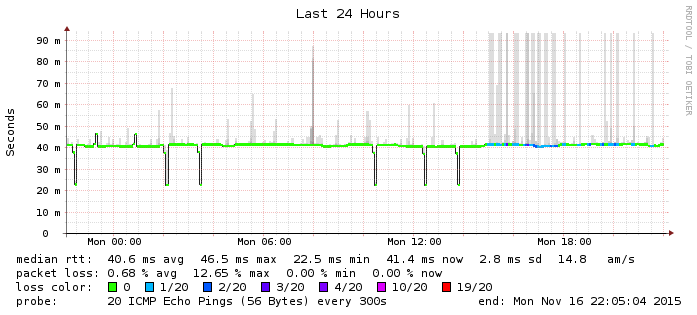 Last 24 Hours
RRDTOOL / TOBI OETIKER
Seconds
90 m
80 m
70 m
60 m
50 m
40 m
30 m
20 m
10 m
0
Mon 00:00 Mon 06:00 Mon 12:00 Mon 18:00
median rtt: 40.6 ms avg 46.5 ms max 22.5 ms min 41.4 ms now 2.8 ms sd 14.8 am/s
packet loss: 0.68 % avg 12.65 % max 0.00 % min 0.00 % now
loss color: 0 1/20 2/20 3/20 4/20 10/20 19/20
probe: 20 ICMP Echo Pings (56 Bytes) every 300s end: Mon Nov 16 22:05:04 2015